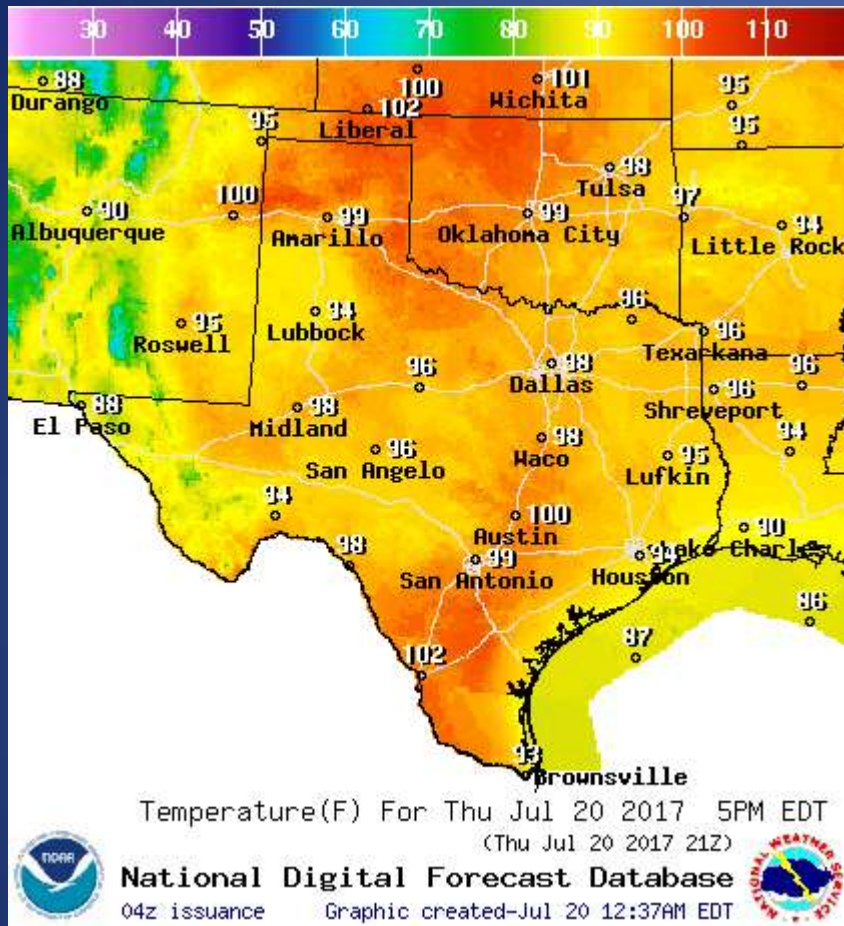 30 40 50 60 70 80 90 100 110
88
Durango
100
101
Wichita
102
Liberal
95
95
95
98
Tulsa
90
Albuquerque
100
99
Amarillo
99
Oklahoma City
97
94
Little Rock
95
Roswell
94
Lubbock
96
96
Texarkana
98
Dallas
96
96
Shreveport
96
88
El Paso
98
Midland
96
San Angelo
98
Waco
95
Lufkin
94
94
100
Austin
90
Lake Charles
98
99
San Antonio
94
Houston
86
87
102
93
Brownsville
Temperature(F) For Thu Jul 20 2017 5PM EDT
(Thu Jul 20 2017 21Z)
National Digital Forecast Database
04z issuance Graphic created-Jul 20 12:37AM EDT
NOAA
NATIONAL WEATHER SERVICE